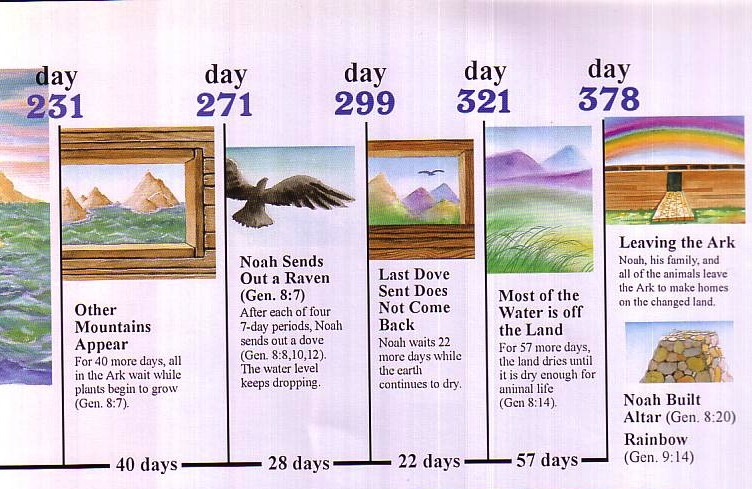 day
231
day
271
day
299
day
321
day
378
Other
Mountains
Appear
For 40 more days, all
in the Ark wait while
plants begin to grow
(Gen. 8:7).
Noah Sends
Out a Raven
(Gen. 8:7)
After each of four
7-day periods, Noah
sends out a dove
(Gen. 8:8,10,12).
The water level
keeps dropping.
Last Dove
Sent Does
Not Come
Back
Noah waits 22
more days while
the earth
continues to dry.
Most of the
Water is off
the Land
For 57 more days,
the land dries until
it is dry enough for
animal life
(Gen 8:14).
Leaving the Ark
Noah, his family, and
all of the animals leave
the Ark to make homes
on the changed land.
Noah Built
Altar (Gen. 8:20)
Rainbow
(Gen. 9:14)
40 days
28 days
22 days
57 days